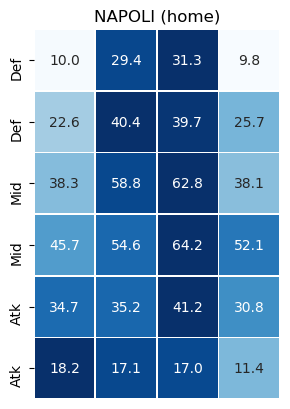 NAPOLI (home)
Def 10.0 29.4 31.3 9.8
Def 22.6 40.4 39.7 25.7
Mid 38.3 58.8 62.8 38.1
Mid 45.7 54.6 64.2 52.1
Atk 34.7 35.2 41.2 30.8
Atk 18.2 17.1 17.0 11.4